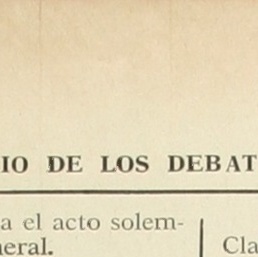 IO DE LOS DEBAT
a el acto solem-
neral.
Cla